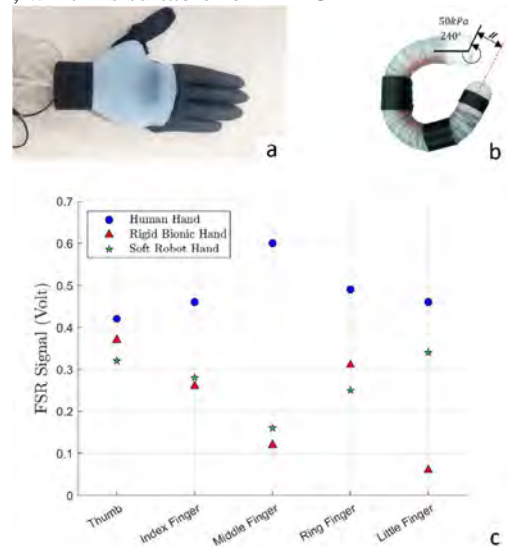 50kPa
240°
θ
a
b
0.7
Human Hand
Rigid Bionic Hand
Soft Robot Hand
0.6
0.5
0.4
0.3
0.2
0.1
0
FSR Signal (Volt)
Thumb
Index Finger
Middle Finger
Ring Finger
Little Finger
c